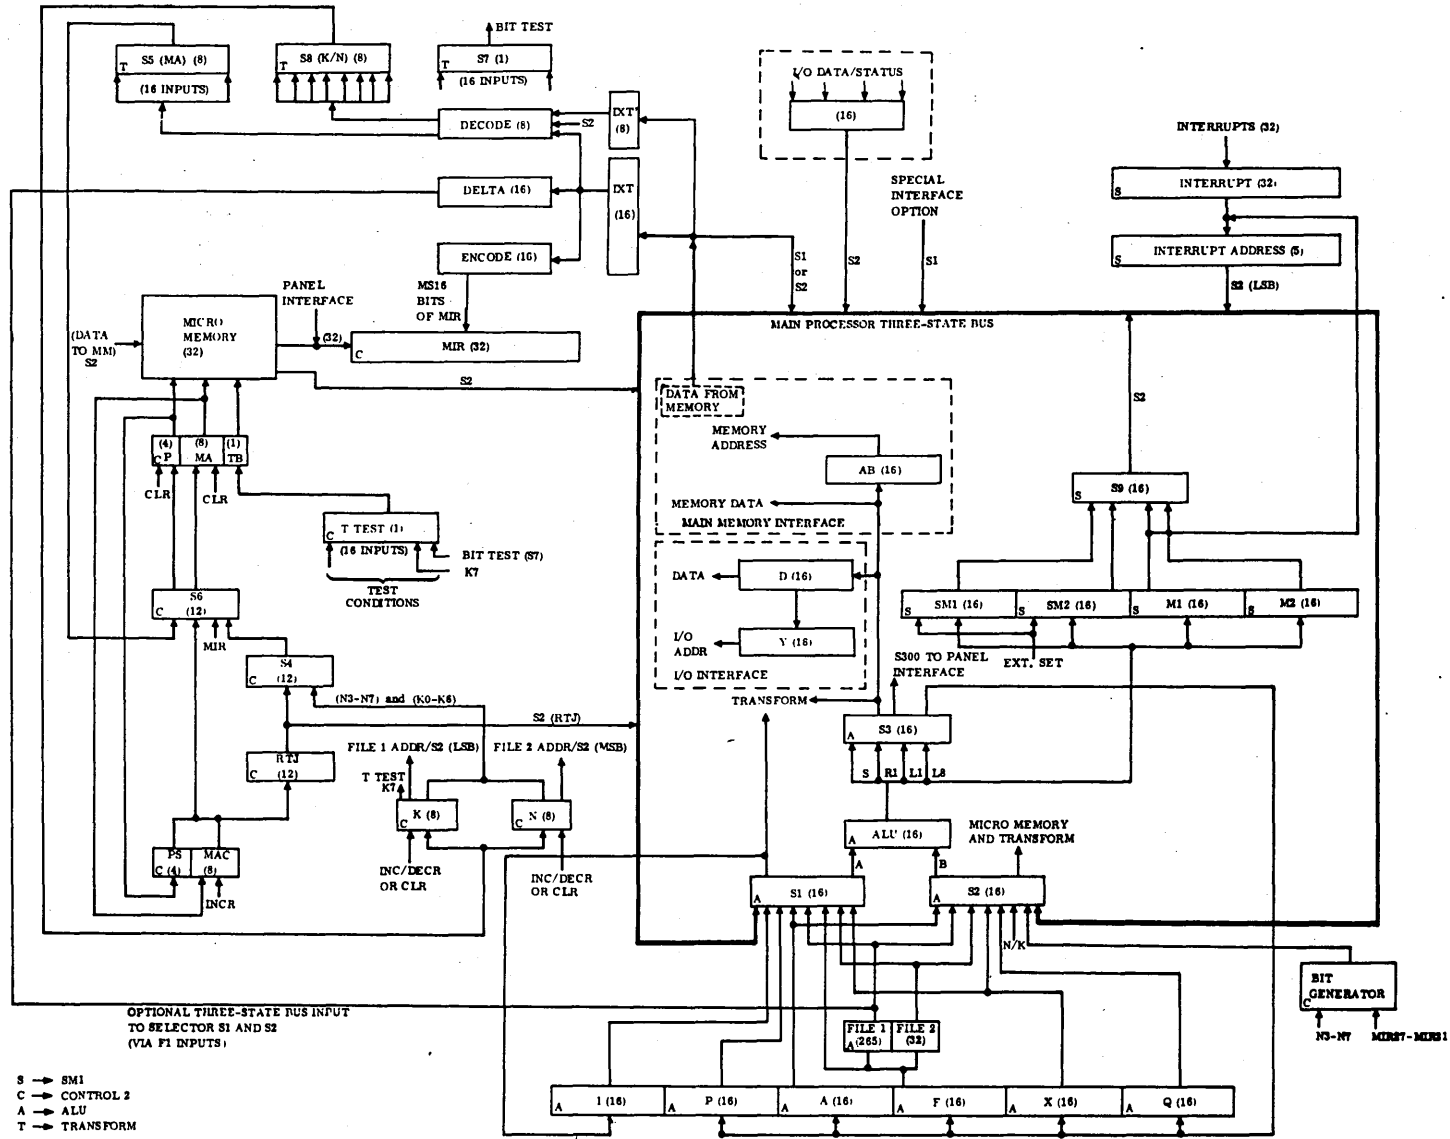 BIT TEST
S5 (MA) (8)
T
(16 INPUTS)
S8 (K/N) (8)
T
S7 (1)
T
(16 INPUTS)
DECODE (8)
S2
IXT'
(8)
DELTA (16)
IXT
(16)
ENCODE (16)
MS16
BITS
OF MIR
PANEL
INTERFACE
(32)
MIR (32)
C
(DATA
TO MM)
S2
MICRO
MEMORY
(32)
S2
I/O DATA/STATUS
(16)
S2
SPECIAL
INTERFACE
OPTION
S1
S1
or
S2
INTERRUPTS (32)
INTERRUPT (32)
S
INTERRUPT ADDRESS (5)
S
S2 (LSB)
MAIN PROCESSOR THREE-STATE BUS
DATA FROM
MEMORY
MEMORY
ADDRESS
AB (16)
MEMORY DATA
MAIN MEMORY INTERFACE
S2
S9 (16)
S
(4)
P
C
(8)
MA
(1)
TB
CLR
CLR
T TEST (1)
C
(16 INPUTS)
BIT TEST (S7)
K7
TEST
CONDITIONS
DATA
D (16)
I/O
ADDR
Y (16)
I/O INTERFACE
SM1 (16)
S
SM2 (16)
S
M1 (16)
S
M2 (16)
S
EXT. SET
S6
(12)
C
MIR
S4
(12)
C
(N3-N7) and (K0-K6)
S2 (RTJ)
RTJ
(12)
C
TRANSFORM
S300 TO PANEL
INTERFACE
S3 (16)
A
S
R1
L1
L8
FILE 1 ADDR/S2 (LSB)
FILE 2 ADDR/S2 (MSB)
T TEST
K7
K (8)
C
N (8)
C
INC/DECR
OR CLR
INC/DECR
OR CLR
PS
C (4)
MAC
(8)
INCR
ALU (16)
A
A
B
MICRO MEMORY
AND TRANSFORM
S1 (16)
A
S2 (16)
A
N/K
BIT
GENERATOR
C
N3-N7
MIR27-MIR31
OPTIONAL THREE-STATE BUS INPUT
TO SELECTOR S1 AND S2
(VIA F1 INPUTS)
FILE 1
(265)
A
FILE 2
(32)
I (16)
A
P (16)
A
A (16)
A
F (16)
A
X (16)
A
Q (16)
A
S → SM1
C → CONTROL 2
A → ALU
T → TRANSFORM